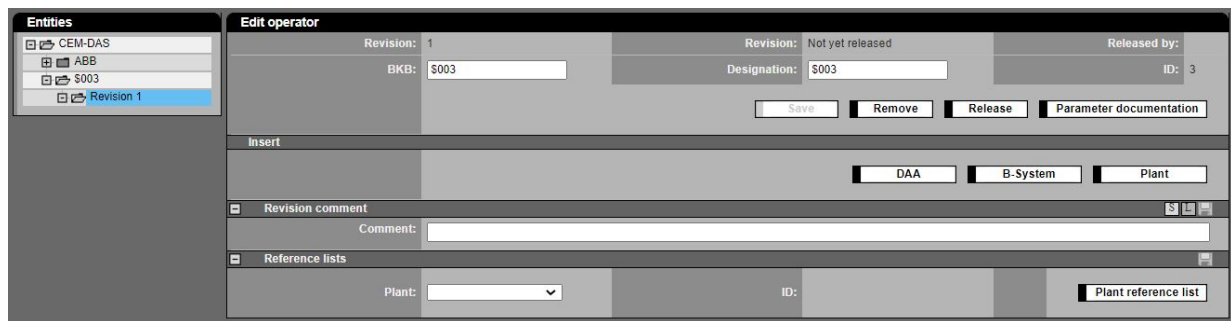 Entities
CEM-DAS
ABB
$003
Revision 1
Edit operator
Revision: 1 Revision: Not yet released Released by:
BKB: $003 Designation: $003 ID: 3
Save Remove Release Parameter documentation
Insert
DAA B-System Plant
Revision comment S L
Comment:
Reference lists
Plant: ID: Plant reference list